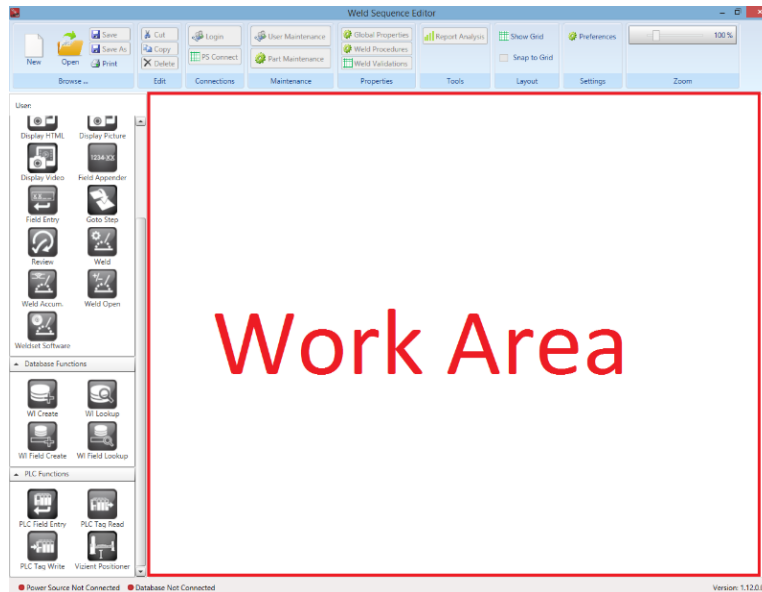 Weld Sequence Editor
New
Open
Save
Save As
Print
Browse ...
Cut
Copy
Delete
Edit
Login
PS Connect
Connections
User Maintenance
Part Maintenance
Maintenance
Global Properties
Weld Procedures
Weld Validations
Properties
Report Analysis
Tools
Show Grid
Snap to Grid
Layout
Preferences
Settings
100 %
Zoom
User:
Display HTML
Display Picture
Display Video
1234-XX
Field Appender
Field Entry
Goto Step
Review
Weld
Weld Accum.
Weld Open
Weldset Software
Database Functions
WI Create
WI Lookup
WI Field Create
WI Field Lookup
PLC Functions
PLC Field Entry
PLC Tag Read
PLC Tag Write
Vizient Positioner
Work Area
Power Source Not Connected
Database Not Connected